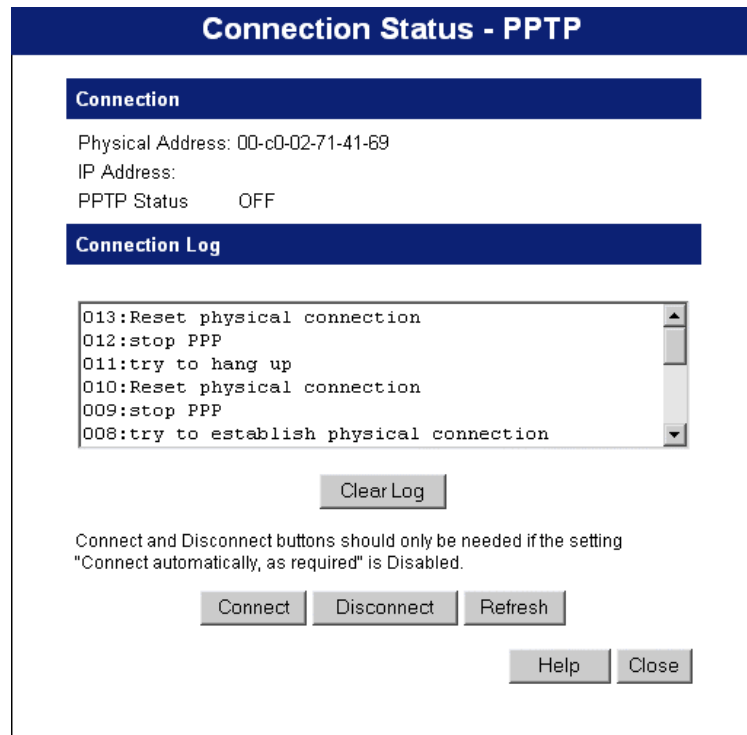 Connection Status - PPTP
Connection
Physical Address: 00-c0-02-71-41-69
IP Address:
PPTP Status OFF
Connection Log
013:Reset physical connection
012:stop PPP
011:try to hang up
010:Reset physical connection
009:stop PPP
008:try to establish physical connection
Clear Log
Connect and Disconnect buttons should only be needed if the setting
"Connect automatically, as required" is Disabled.
Connect Disconnect Refresh
Help Close